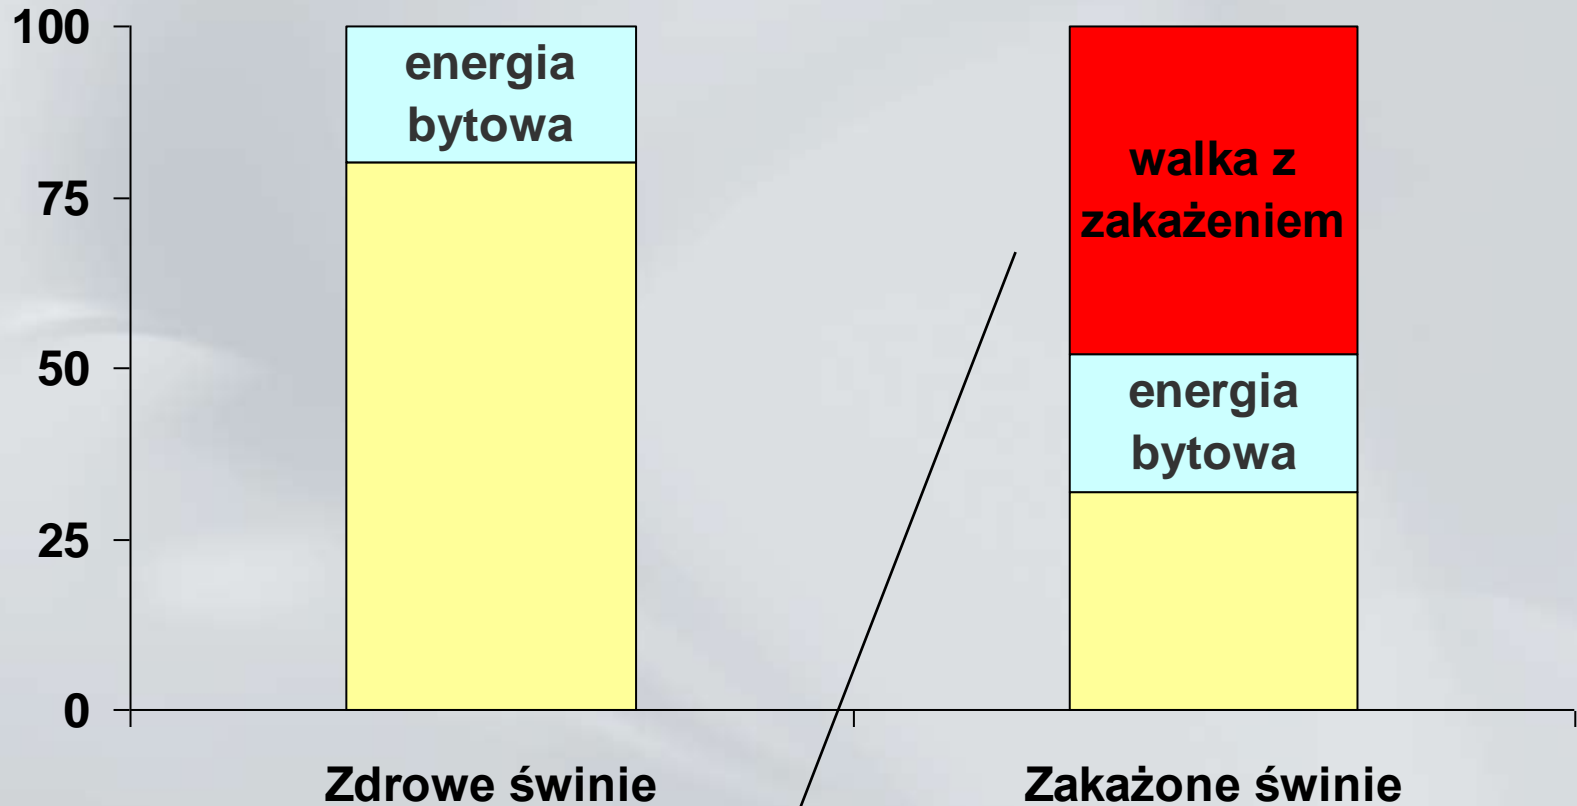 100
75
50
25
0
energia
bytowa
walka z
zakażeniem
energia
bytowa
Zdrowe świnie
Zakażone świnie